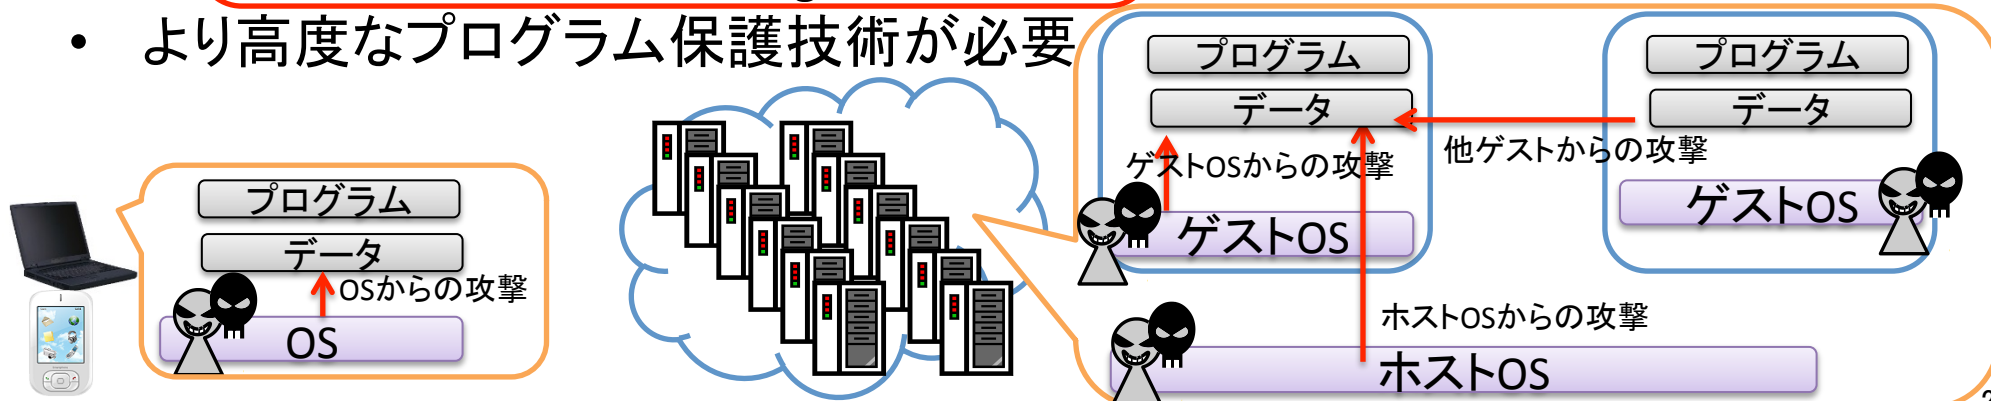 • より高度なプログラム保護技術が必要
プログラム
データ
OSからの攻撃
OS
プログラム
データ
ゲストOSからの攻撃
ゲストOS
他ゲストからの攻撃
プログラム
データ
ゲストOS
ホストOSからの攻撃
ホストOS